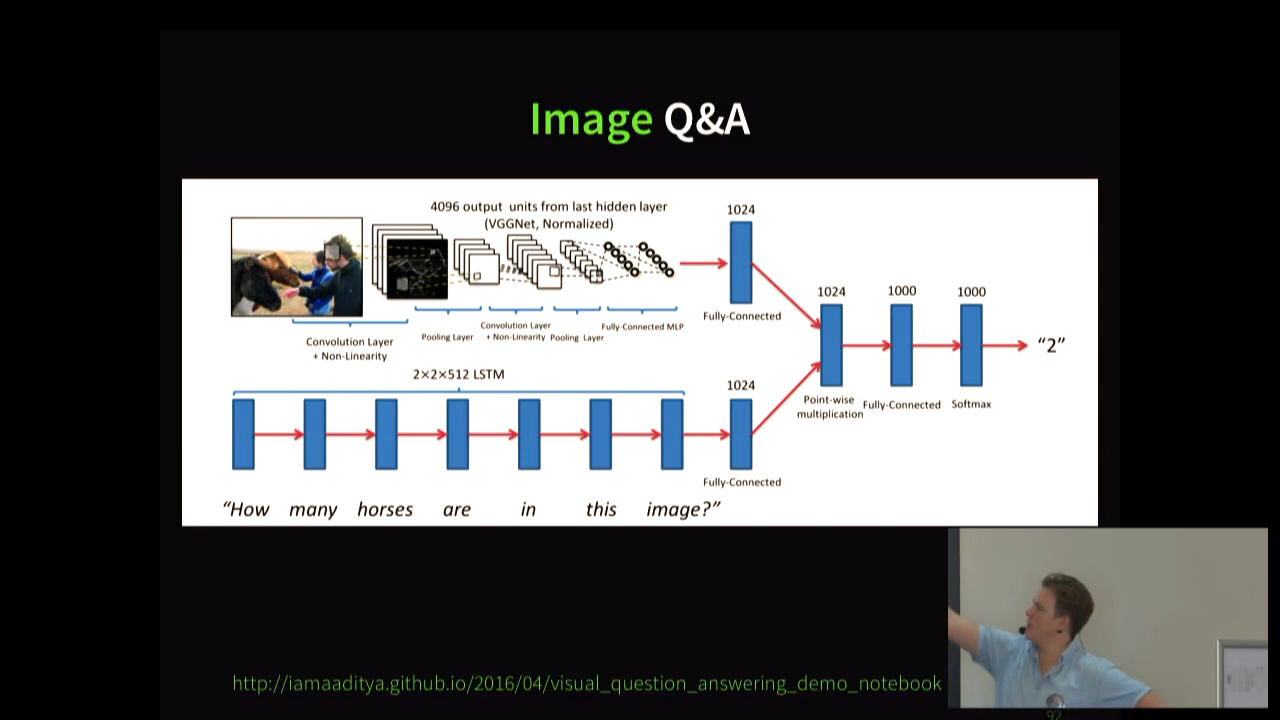 Image Q&A
4096 output units from last hidden layer
(VGGNet, Normalized)
1024
Fully-Connected
Convolution Layer
+ Non-Linearity
Pooling Layer
Convolution Layer
+ Non-Linearity
Pooling Layer
Fully-Connected MLP
1024
1000
1000
“2”
Point-wise
multiplication
Fully-Connected
Softmax
2×2×512 LSTM
1024
Fully-Connected
“How many horses are in this image?”
http://iamaaditya.github.io/2016/04/visual_question_answering_demo_notebook